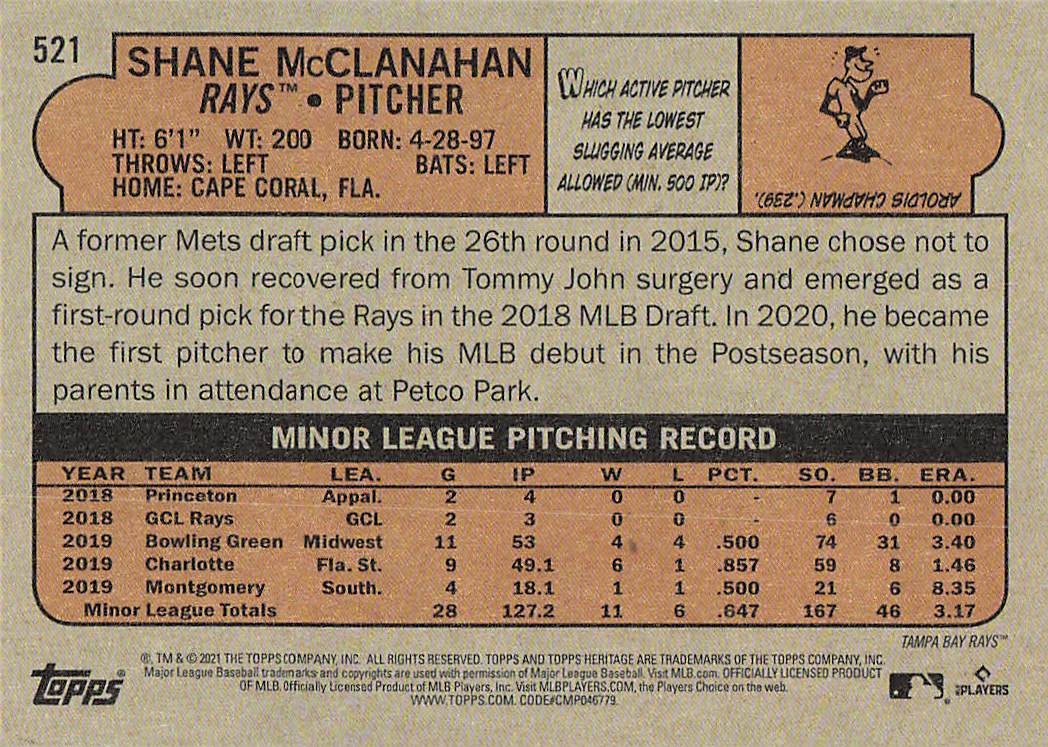 521
SHANE McCLANAHAN
RAYS™ • PITCHER
HT: 6'1" WT: 200 BORN: 4-28-97
THROWS: LEFT BATS: LEFT
HOME: CAPE CORAL, FLA.
WHICH ACTIVE PITCHER
HAS THE LOWEST
SLUGGING AVERAGE
ALLOWED (MIN. 500 IP)?
AROLDIS CHAPMAN (.239).
A former Mets draft pick in the 26th round in 2015, Shane chose not to
sign. He soon recovered from Tommy John surgery and emerged as a
first-round pick for the Rays in the 2018 MLB Draft. In 2020, he became
the first pitcher to make his MLB debut in the Postseason, with his
parents in attendance at Petco Park.
MINOR LEAGUE PITCHING RECORD
YEAR TEAM LEA. G IP W L PCT. SO. BB. ERA.
2018 Princeton Appal. 2 4 0 0 - 7 1 0.00
2018 GCL Rays GCL 2 3 0 0 - 6 0 0.00
2019 Bowling Green Midwest 11 53 4 4 .500 74 31 3.40
2019 Charlotte Fla. St. 9 49.1 6 1 .857 59 8 1.46
2019 Montgomery South. 4 18.1 1 1 .500 21 6 8.35
Minor League Totals 28 127.2 11 6 .647 167 46 3.17
TAMPA BAY RAYS™
®, TM & © 2021 THE TOPPS COMPANY, INC. ALL RIGHTS RESERVED. TOPPS AND TOPPS HERITAGE ARE TRADEMARKS OF THE TOPPS COMPANY, INC.
Major League Baseball trademarks and copyrights are used with permission of Major League Baseball. Visit MLB.com. OFFICIALLY LICENSED PRODUCT
OF MLB. Officially Licensed Product of MLB Players, Inc. Visit MLBPLAYERS.COM, the Players Choice on the web.
WWW.TOPPS.COM. CODE#CMP046779.
topps®
MLB PLAYERS